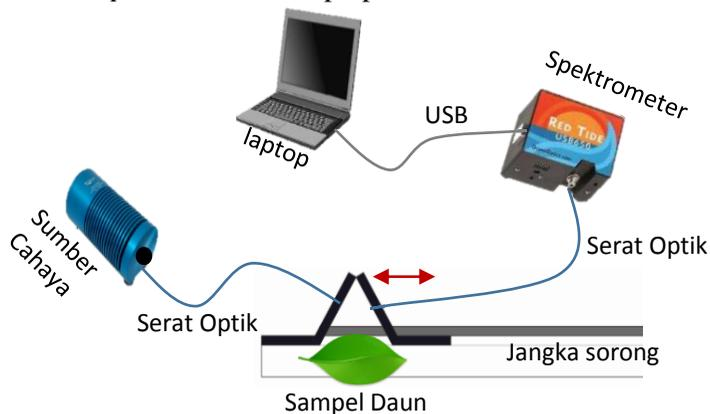 laptop
USB
Spektrometer
RED TIDE
USB650
Sumber
Cahaya
Serat Optik
Serat Optik
Jangka sorong
Sampel Daun